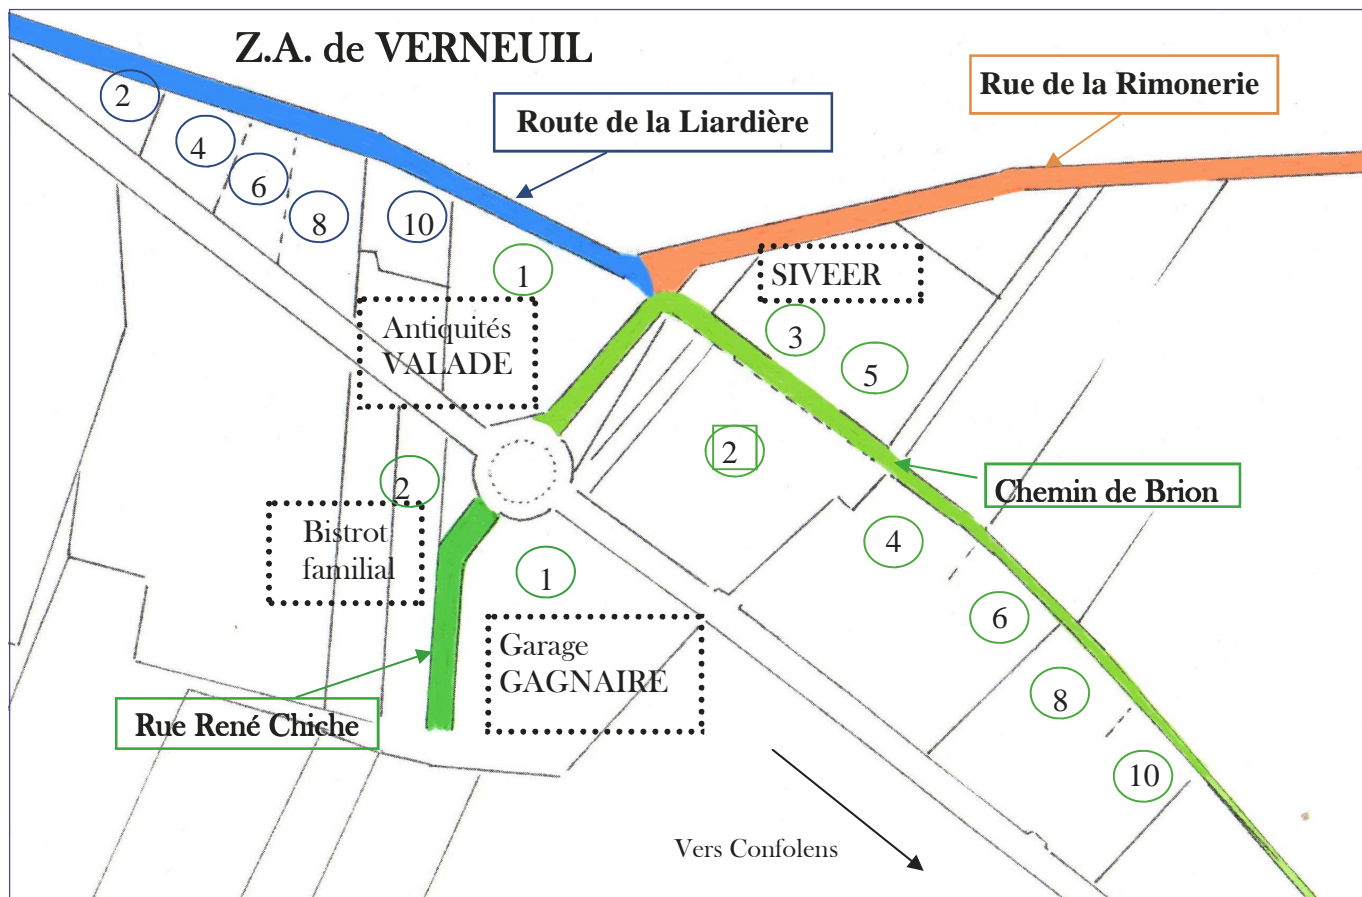 Z.A. de VERNEUIL
Rue de la Rimonerie
Route de la Liardière
2
4
6
8
10
1
SIVEER
Antiquités
VALADE
3
5
2
2
Chemin de Brion
Bistrot
familial
4
1
6
Garage
GAGNAIRE
8
Rue René Chiche
10
Vers Confolens